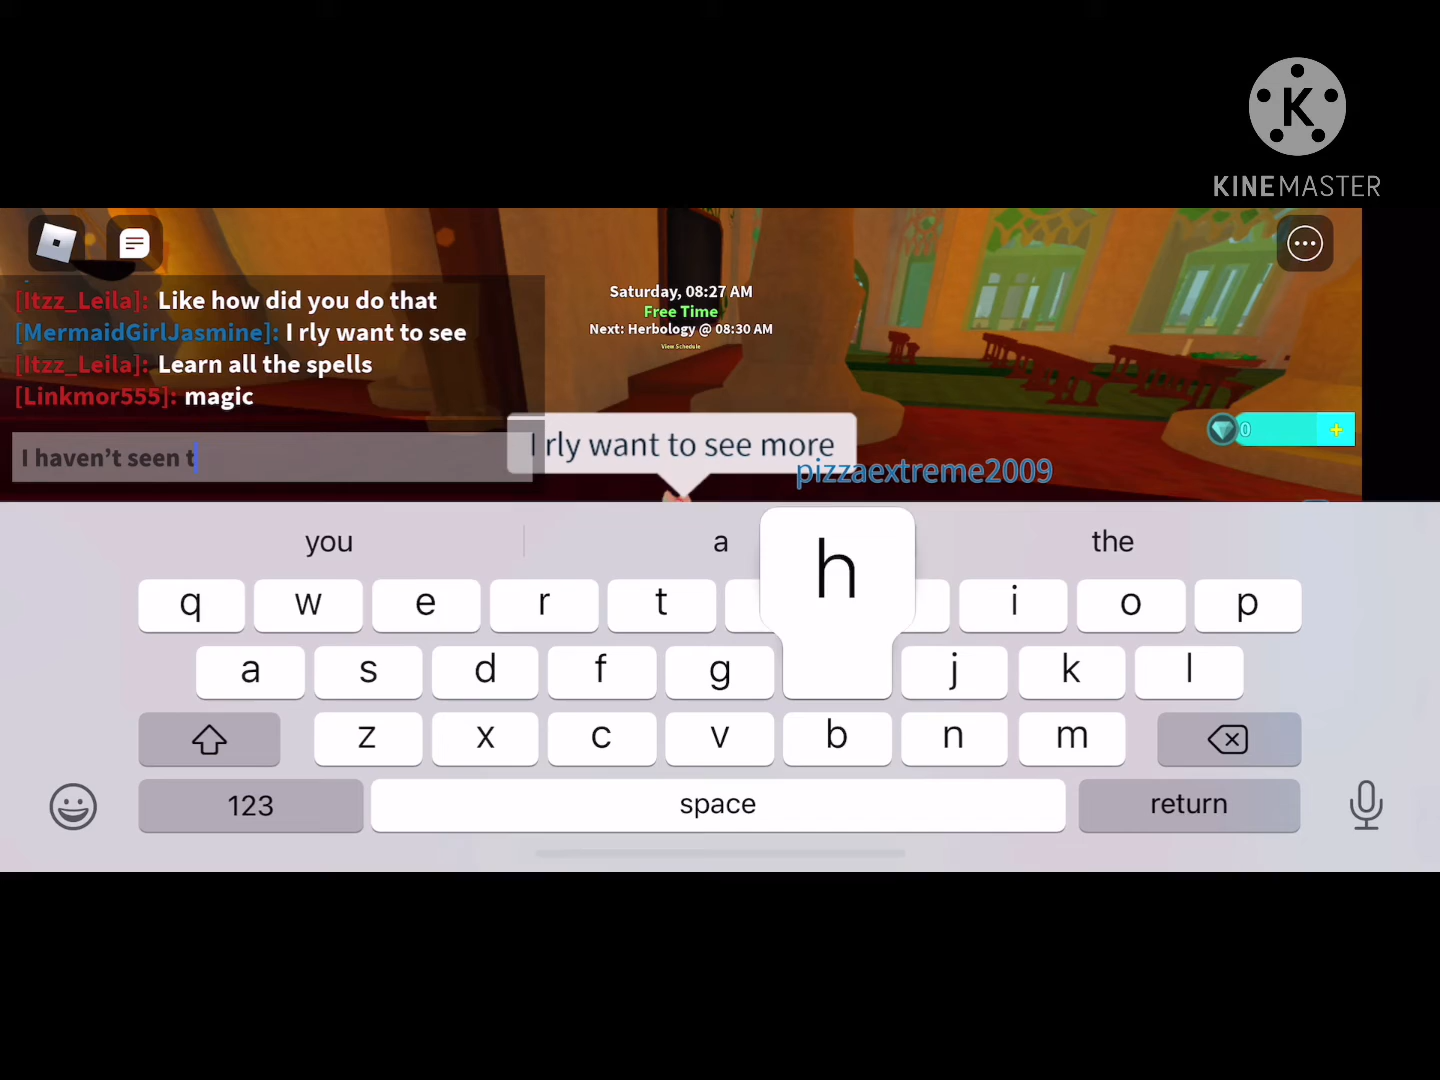 K
KINEMASTER
[Itzz_Leila]: Like how did you do that
[MermaidGirlJasmine]: I rly want to see
[Itzz_Leila]: Learn all the spells
[Linkmor555]: magic
I haven't seen t
Saturday, 08:27 AM
Free Time
Next: Herbology @ 08:30 AM
View Schedule
0 +
I rly want to see more
pizzaextreme2009
you a the
h
q w e r t i o p
a s d f g j k l
z x c v b n m
123 space return